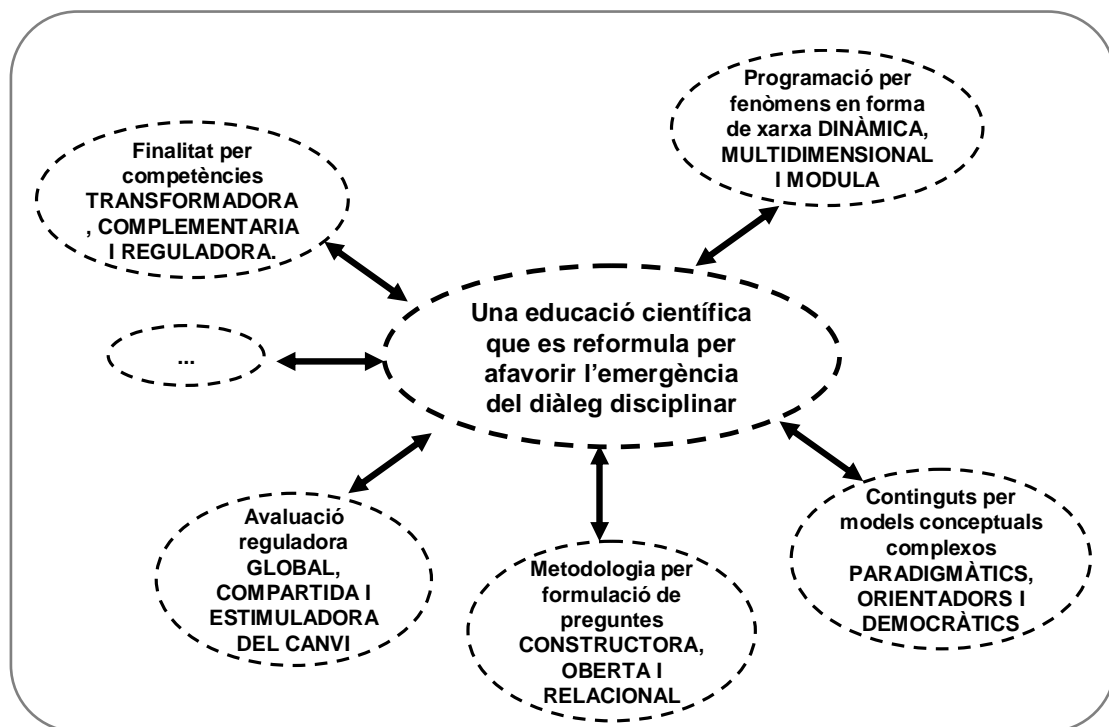 Programació per
fenòmens en forma
de xarxa DINÀMICA,
MULTIDIMENSIONAL
I MODULA
Finalitat per
competències
TRANSFORMADORA
, COMPLEMENTARIA
I REGULADORA.
Una educació científica
que es reformula per
afavorir l’emergència
del diàleg disciplinar
...
Avaluació
reguladora
GLOBAL,
COMPARTIDA I
ESTIMULADORA
DEL CANVI
Metodologia per
formulació de
preguntes
CONSTRUCTORA,
OBERTA I
RELACIONAL
Continguts per
models conceptuals
complexos
PARADIGMÀTICS,
ORIENTADORS I
DEMOCRÀTICS